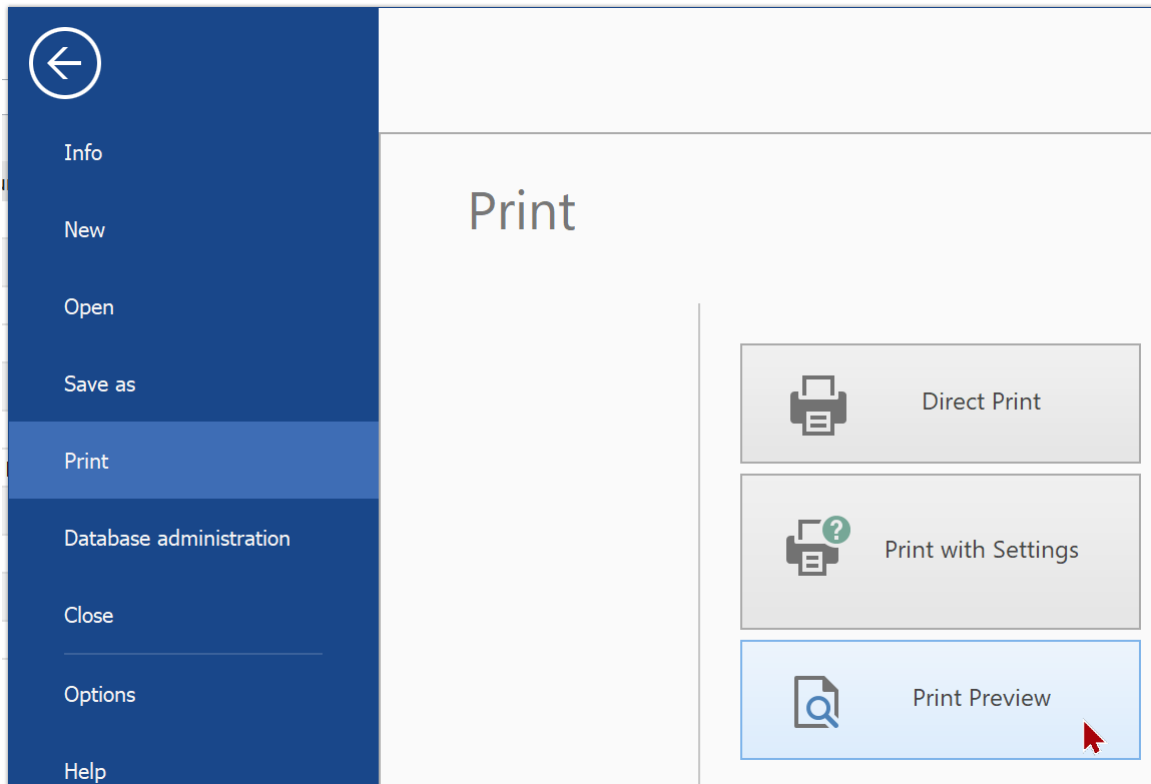 Info
New
Open
Save as
Print
Database administration
Close
Options
Help
Print
Direct Print
?
Print with Settings
Print Preview